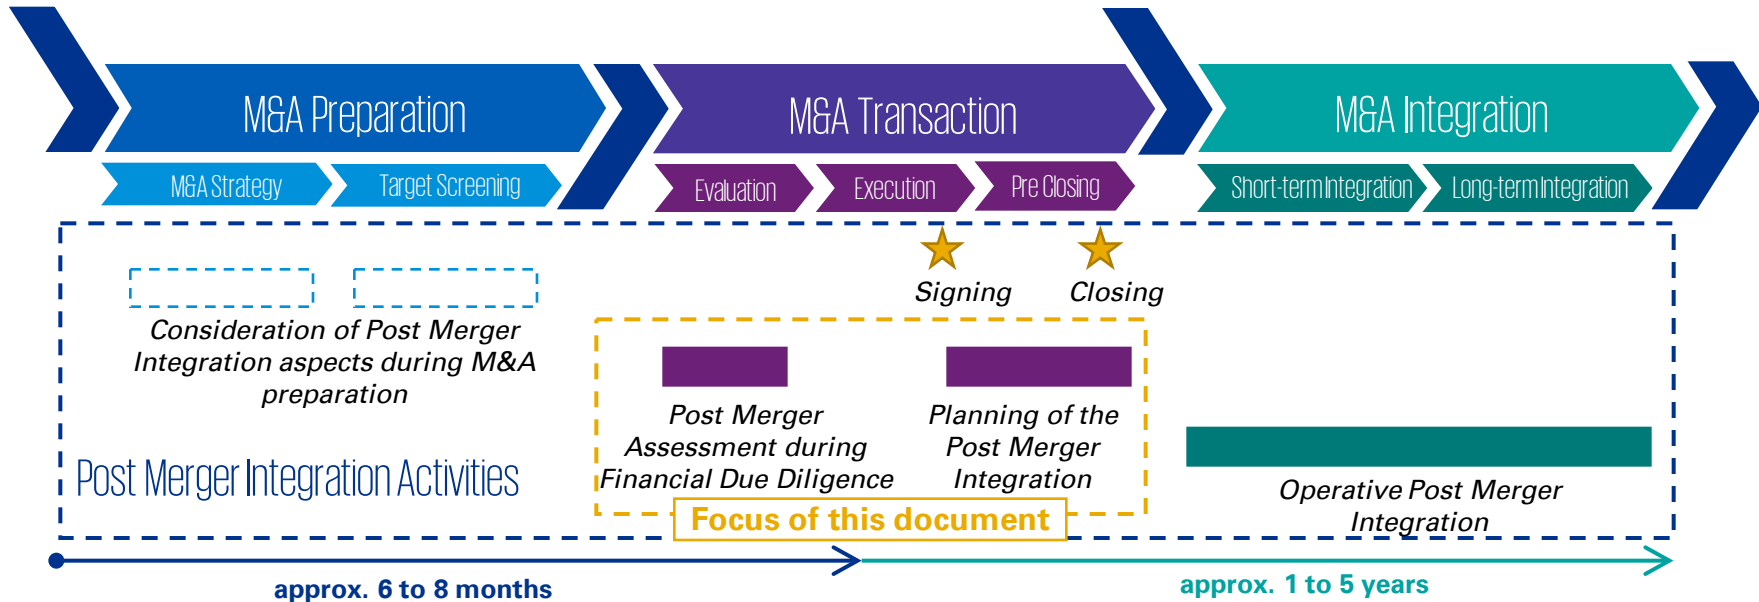 M&A Preparation
M&A Transaction
M&A Integration
M&A Strategy
Target Screening
Evaluation
Execution
Pre Closing
Short-term Integration
Long-term Integration
Signing
Closing
Consideration of Post Merger
Integration aspects during M&A
preparation
Post Merger
Assessment during
Financial Due Diligence
Planning of the
Post Merger
Integration
Post Merger Integration Activities
Operative Post Merger
Integration
Focus of this document
approx. 6 to 8 months
approx. 1 to 5 years